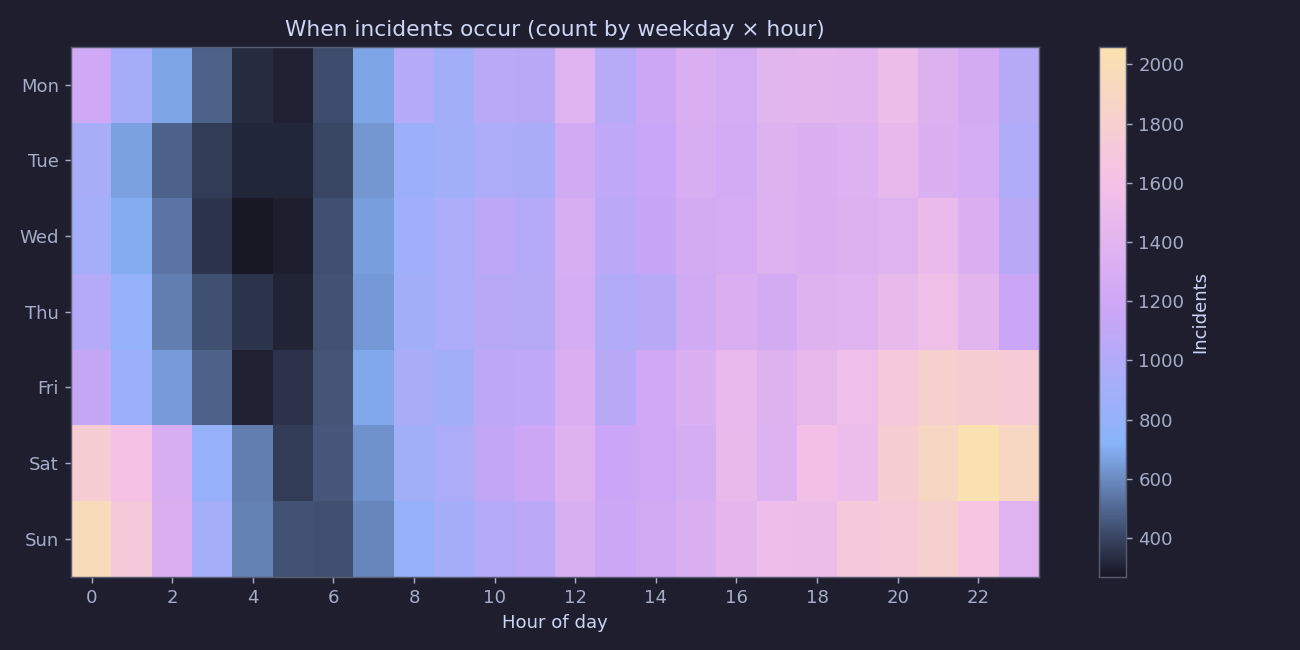 When incidents occur (count by weekday × hour)
Mon
Tue
Wed
Thu
Fri
Sat
Sun
0 2 4 6 8 10 12 14 16 18 20 22
Hour of day
2000
1800
1600
1400
1200
1000
800
600
400
Incidents